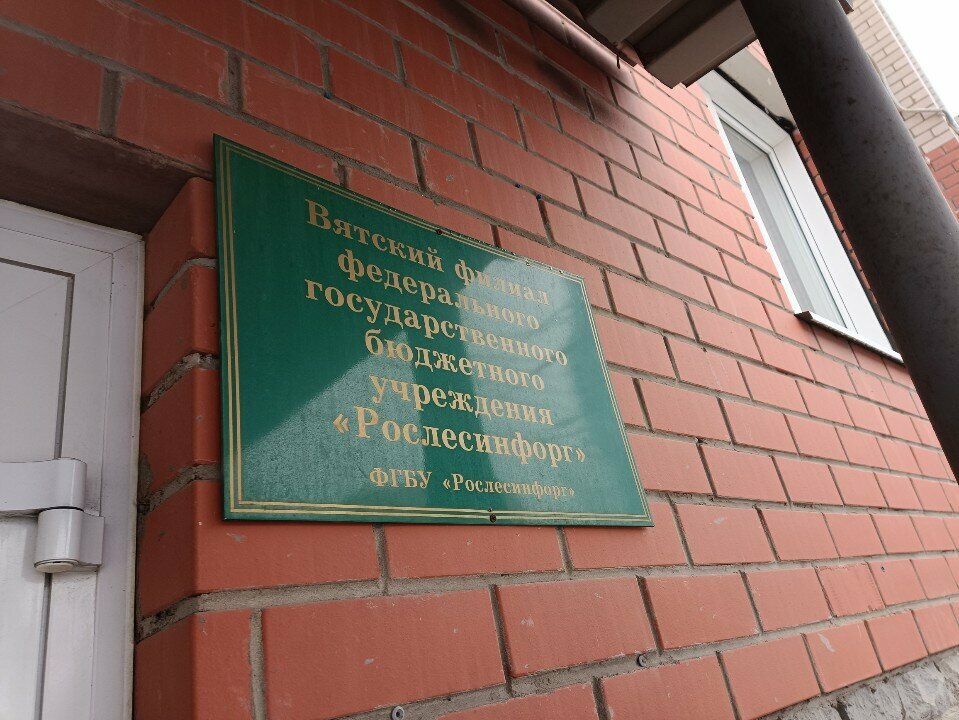 Вятский филиал
федерального
государственного
бюджетного
учреждения
«Рослесинфорг»
ФГБУ «Рослесинфорг»